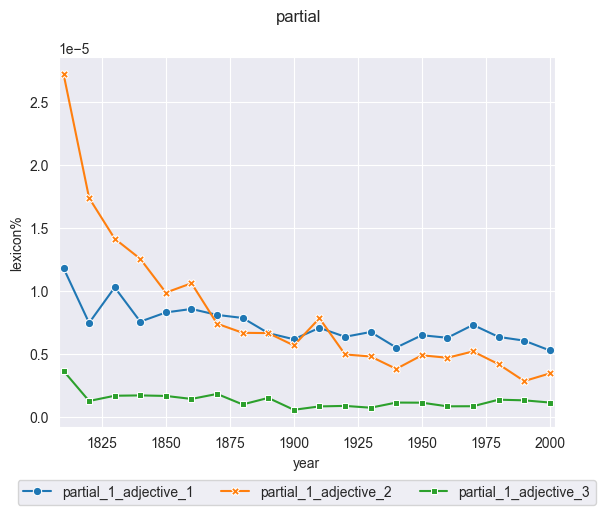 partial
1e−5
2.5
2.0
1.5
1.0
0.5
0.0
lexicon%
1825 1850 1875 1900 1925 1950 1975 2000
year
partial_1_adjective_1 partial_1_adjective_2 partial_1_adjective_3